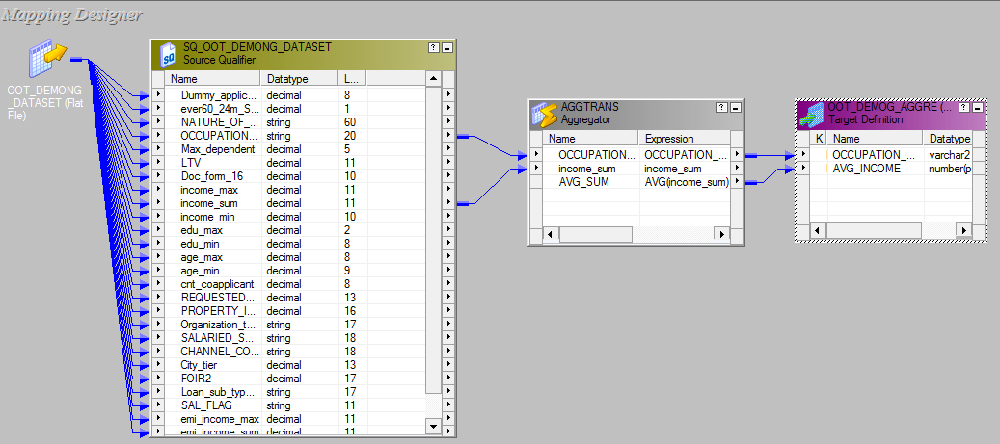 Mapping Designer
OOT_DEMONG
_DATASET (Flat
File)
SQ_OOT_DEMONG_DATASET
Source Qualifier
Name Datatype L...
Dummy_applic... decimal 8
ever60_24m_S... decimal 1
NATURE_OF_... string 60
OCCUPATION... string 20
Max_dependent decimal 5
LTV decimal 11
Doc_form_16 decimal 10
income_max decimal 11
income_sum decimal 11
income_min decimal 10
edu_max decimal 2
edu_min decimal 8
age_max decimal 8
age_min decimal 9
cnt_coapplicant decimal 8
REQUESTED... decimal 13
PROPERTY_I... decimal 16
Organization_t... string 17
SALARIED_S... string 18
CHANNEL_CO... string 18
City_tier decimal 13
FOIR2 decimal 17
Loan_sub_typ... string 17
SAL_FLAG string 11
emi_income_max decimal 11
emi_income_sum decimal 11
AGGTRANS
Aggregator
Name Expression
OCCUPATION... OCCUPATION_...
income_sum income_sum
AVG_SUM AVG(income_sum)
OOT_DEMOG_AGGRE (...
Target Definition
K. Name Datatype
OCCUPATION_... varchar2
AVG_INCOME number(p